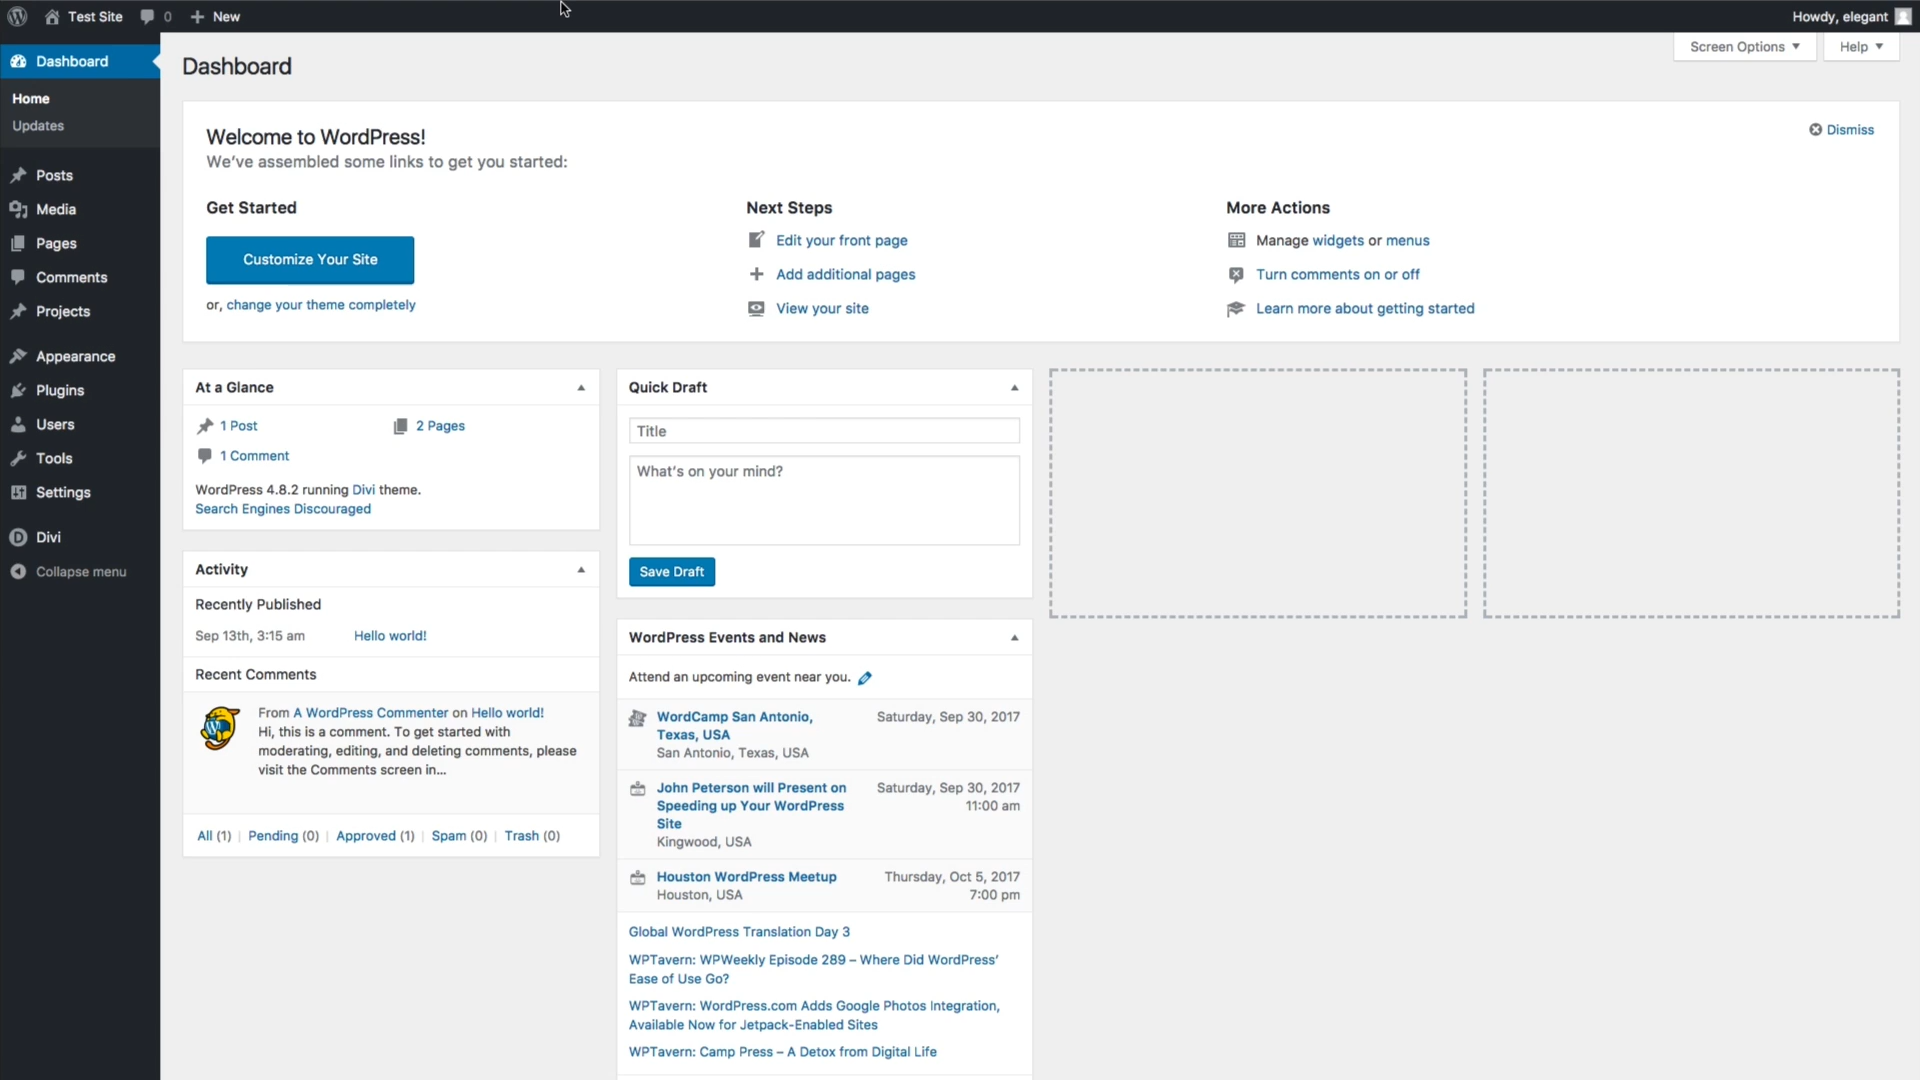 Test Site
0
New
Howdy, elegant
Dashboard
Home
Updates
Posts
Media
Pages
Comments
Projects
Appearance
Plugins
Users
Tools
Settings
Divi
Collapse menu
Dashboard
Screen Options
Help
Welcome to WordPress!
We've assembled some links to get you started:
Dismiss
Get Started
Customize Your Site
or, change your theme completely
Next Steps
Edit your front page
Add additional pages
View your site
More Actions
Manage widgets or menus
Turn comments on or off
Learn more about getting started
At a Glance
1 Post
2 Pages
1 Comment
WordPress 4.8.2 running Divi theme.
Search Engines Discouraged
Activity
Recently Published
Sep 13th, 3:15 am
Hello world!
Recent Comments
From A WordPress Commenter on Hello world!
Hi, this is a comment. To get started with
moderating, editing, and deleting comments, please
visit the Comments screen in...
All (1) | Pending (0) | Approved (1) | Spam (0) | Trash (0)
Quick Draft
Title
What's on your mind?
Save Draft
WordPress Events and News
Attend an upcoming event near you.
WordCamp San Antonio,
Texas, USA
San Antonio, Texas, USA
Saturday, Sep 30, 2017
John Peterson will Present on
Speeding up Your WordPress
Site
Kingwood, USA
Saturday, Sep 30, 2017
11:00 am
Houston WordPress Meetup
Houston, USA
Thursday, Oct 5, 2017
7:00 pm
Global WordPress Translation Day 3
WPTavern: WPWeekly Episode 289 – Where Did WordPress'
Ease of Use Go?
WPTavern: WordPress.com Adds Google Photos Integration,
Available Now for Jetpack-Enabled Sites
WPTavern: Camp Press – A Detox from Digital Life